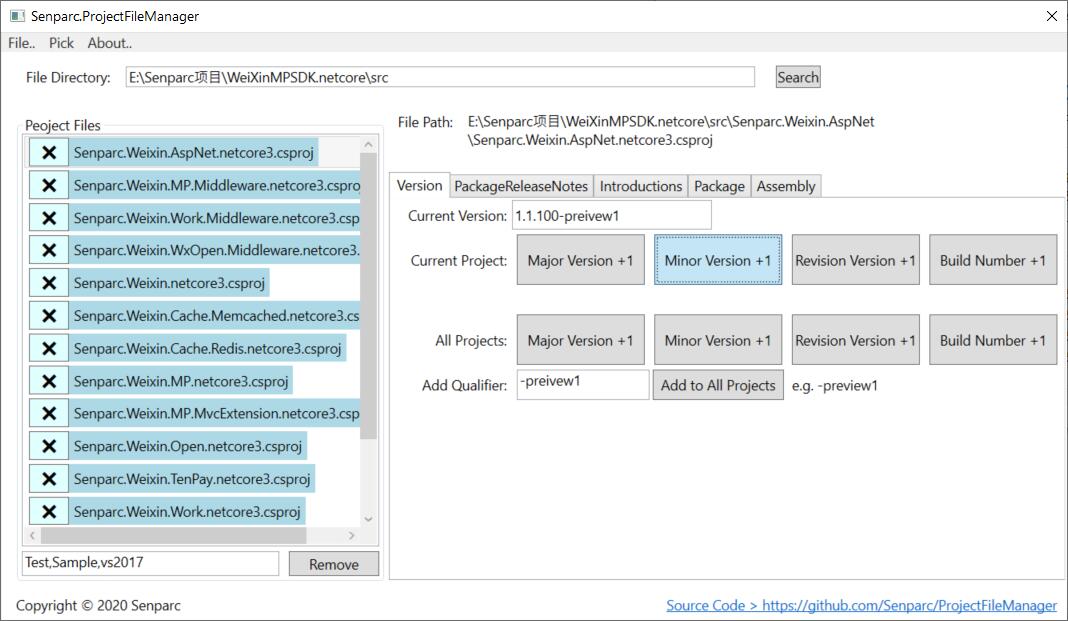 Senparc.ProjectFileManager
File.. Pick About..
File Directory: E:\Senparc项目\WeiXinMPSDK.netcore\src Search
Peoject Files
Senparc.Weixin.AspNet.netcore3.csproj
Senparc.Weixin.MP.Middleware.netcore3.cspro
Senparc.Weixin.Work.Middleware.netcore3.csp
Senparc.Weixin.WxOpen.Middleware.netcore3.
Senparc.Weixin.netcore3.csproj
Senparc.Weixin.Cache.Memcached.netcore3.cs
Senparc.Weixin.Cache.Redis.netcore3.csproj
Senparc.Weixin.MP.netcore3.csproj
Senparc.Weixin.MP.MvcExtension.netcore3.csp
Senparc.Weixin.Open.netcore3.csproj
Senparc.Weixin.TenPay.netcore3.csproj
Senparc.Weixin.Work.netcore3.csproj
Test,Sample,vs2017 Remove
File Path: E:\Senparc项目\WeiXinMPSDK.netcore\src\Senparc.Weixin.AspNet
\Senparc.Weixin.AspNet.netcore3.csproj
Version PackageReleaseNotes Introductions Package Assembly
Current Version: 1.1.100-preivew1
Current Project: Major Version +1 Minor Version +1 Revision Version +1 Build Number +1
All Projects: Major Version +1 Minor Version +1 Revision Version +1 Build Number +1
Add Qualifier: -preivew1 Add to All Projects e.g. -preview1
Copyright © 2020 Senparc Source Code > https://github.com/Senparc/ProjectFileManager